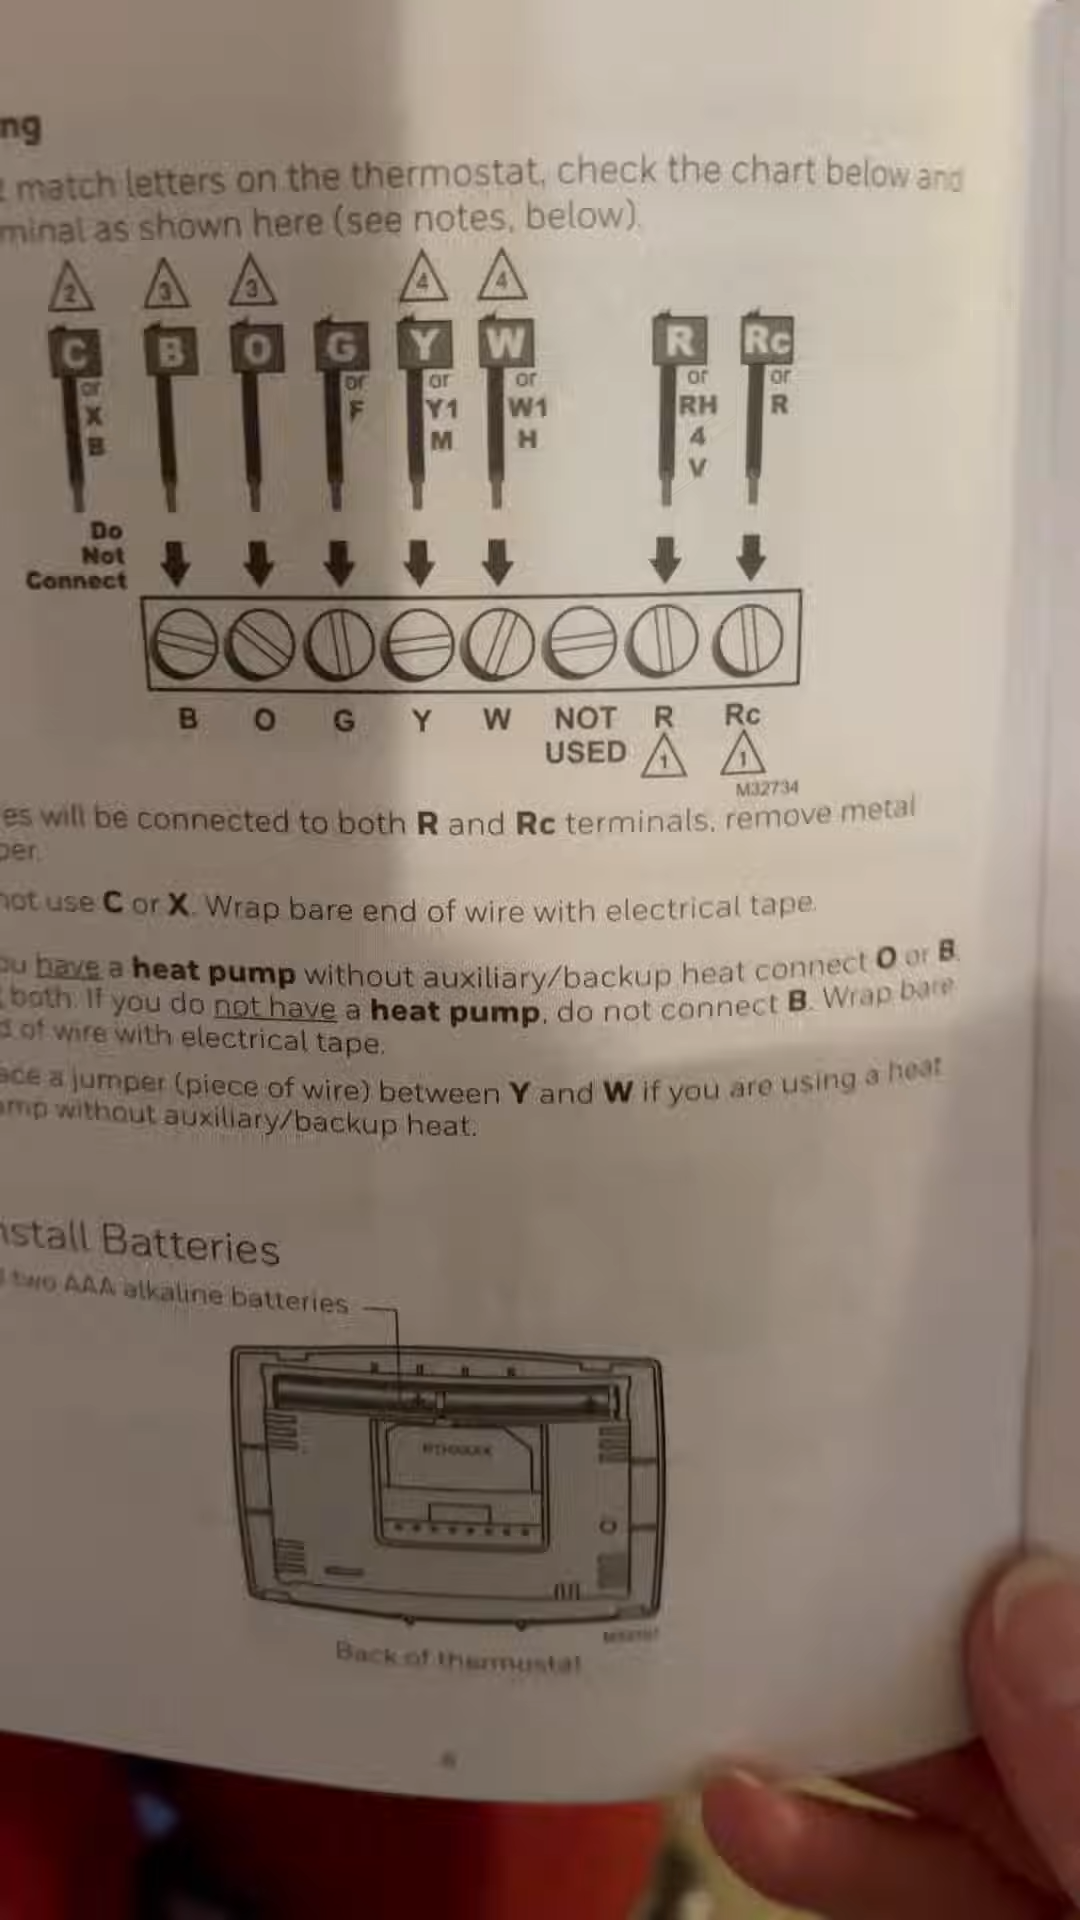 ng
match letters on the thermostat, check the chart below and
minal as shown here (see notes, below).
2 3 3 4 4
C B O G Y W R Rc
or or or or or or
X F Y1 W1 RH R
B M H 4
V
Do
Not
Connect
B O G Y W NOT USED R Rc
1 1
M32734
es will be connected to both R and Rc terminals, remove metal
per.
not use C or X. Wrap bare end of wire with electrical tape.
ou have a heat pump without auxiliary/backup heat connect O or B.
both. If you do not have a heat pump, do not connect B. Wrap bare
d of wire with electrical tape.
ace a jumper (piece of wire) between Y and W if you are using a heat
mp without auxiliary/backup heat.
nstall Batteries
two AAA alkaline batteries
Back of thermostat